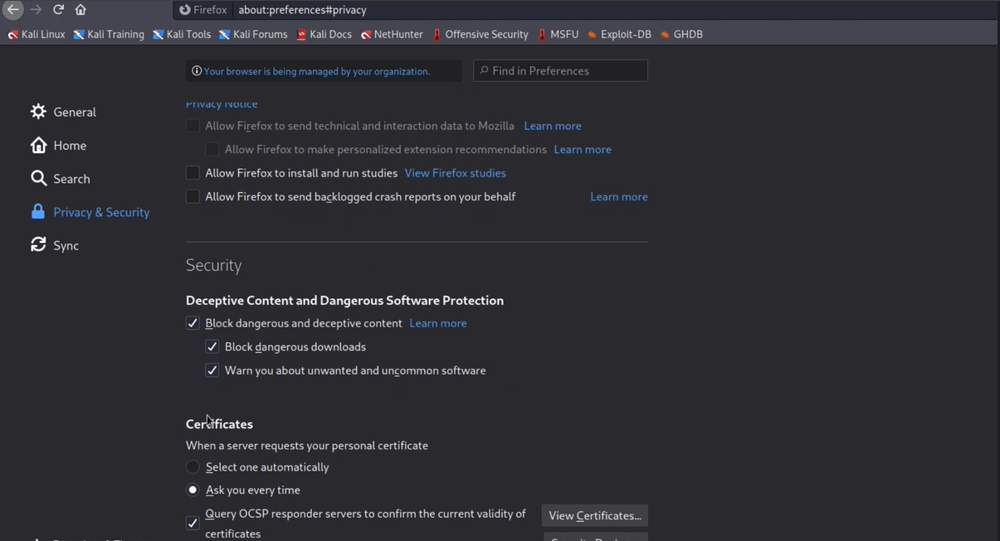 Firefox about:preferences#privacy
Kali Linux Kali Training Kali Tools Kali Forums Kali Docs NetHunter Offensive Security MSFU Exploit-DB GHDB
Your browser is being managed by your organization. Find in Preferences
General
Home
Search
Privacy & Security
Sync
Privacy Notice
Allow Firefox to send technical and interaction data to Mozilla Learn more
Allow Firefox to make personalized extension recommendations Learn more
Allow Firefox to install and run studies View Firefox studies
Allow Firefox to send backlogged crash reports on your behalf Learn more
Security
Deceptive Content and Dangerous Software Protection
Block dangerous and deceptive content Learn more
Block dangerous downloads
Warn you about unwanted and uncommon software
Certificates
When a server requests your personal certificate
Select one automatically
Ask you every time
Query OCSP responder servers to confirm the current validity of
certificates
View Certificates...